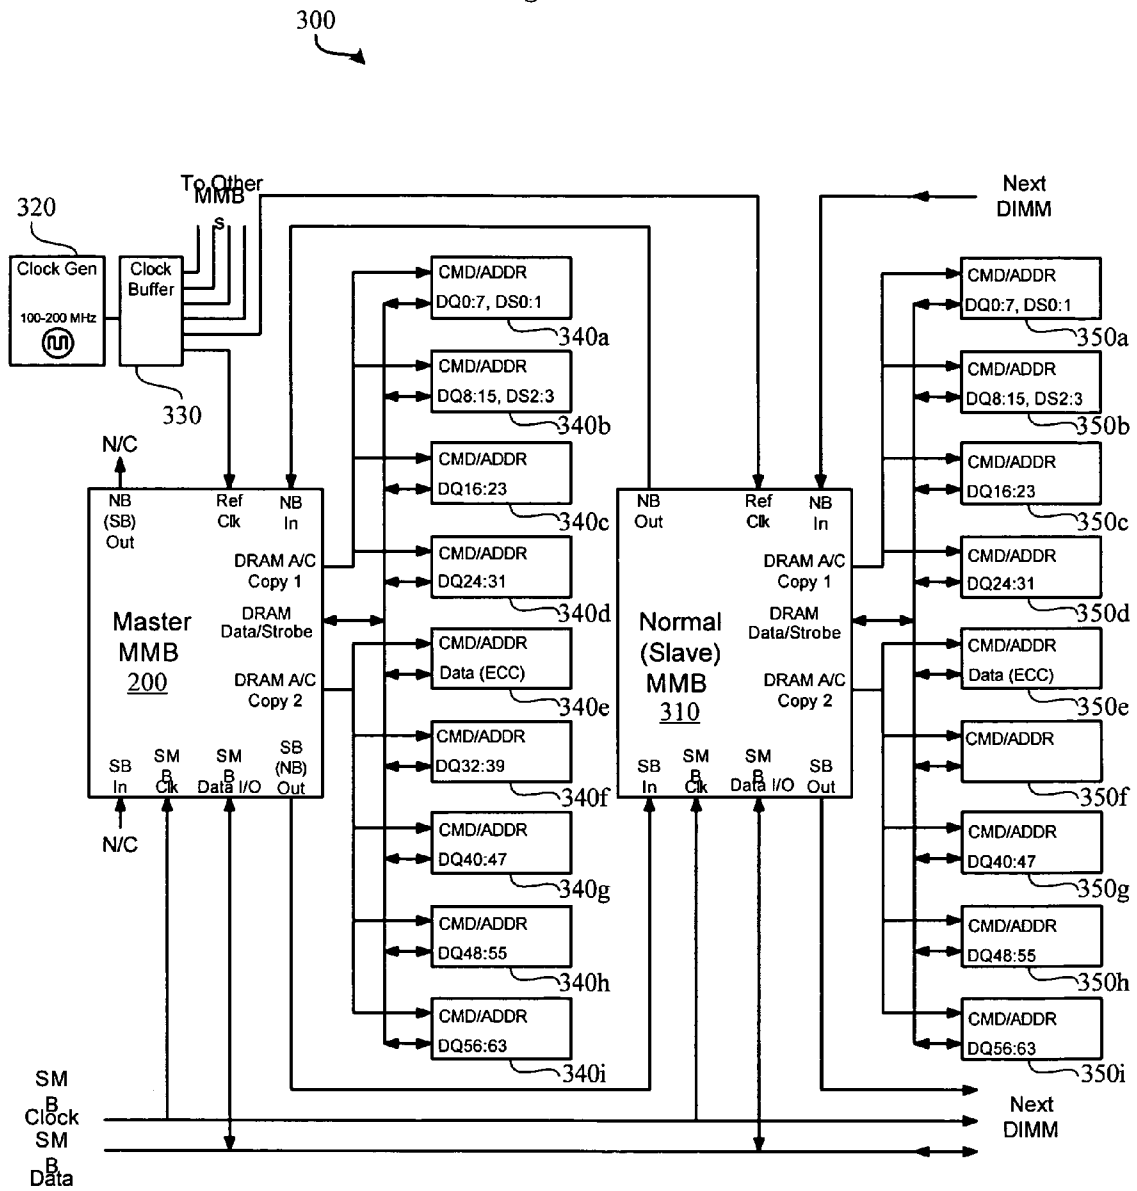 300
To Other
MMB
s
Next
DIMM
320
Clock Gen
100-200 MHz
Clock
Buffer
330
N/C
NB
(SB)
Out
Ref
Clk
NB
In
DRAM A/C
Copy 1
DRAM
Data/Strobe
Master
MMB
200
DRAM A/C
Copy 2
SB
In
SM
B
Clk
SM
B
Data I/O
SB
(NB)
Out
N/C
CMD/ADDR
DQ0:7, DS0:1
340a
CMD/ADDR
DQ8:15, DS2:3
340b
CMD/ADDR
DQ16:23
340c
CMD/ADDR
DQ24:31
340d
CMD/ADDR
Data (ECC)
340e
CMD/ADDR
DQ32:39
340f
CMD/ADDR
DQ40:47
340g
CMD/ADDR
DQ48:55
340h
CMD/ADDR
DQ56:63
340i
NB
Out
Ref
Clk
NB
In
DRAM A/C
Copy 1
DRAM
Data/Strobe
Normal
(Slave)
MMB
310
DRAM A/C
Copy 2
SB
In
SM
B
Clk
SM
B
Data I/O
SB
Out
CMD/ADDR
DQ0:7, DS0:1
350a
CMD/ADDR
DQ8:15, DS2:3
350b
CMD/ADDR
DQ16:23
350c
CMD/ADDR
DQ24:31
350d
CMD/ADDR
Data (ECC)
350e
CMD/ADDR
350f
CMD/ADDR
DQ40:47
350g
CMD/ADDR
DQ48:55
350h
CMD/ADDR
DQ56:63
350i
SM
B
Clock
SM
B
Data
Next
DIMM